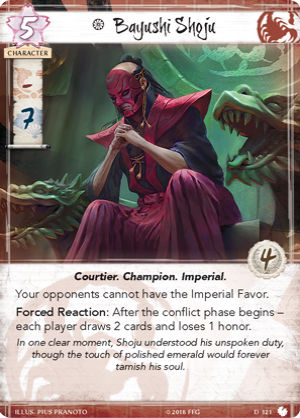 5
Bayushi Shoju
CHARACTER
-
7
4
Courtier. Champion. Imperial.
Your opponents cannot have the Imperial Favor.
Forced Reaction: After the conflict phase begins –
each player draws 2 cards and loses 1 honor.
In one clear moment, Shoju understood his unspoken duty,
though the touch of polished emerald would forever
tarnish his soul.
ILLUS. PIUS PRANOTO
©2018 FFG
D 121